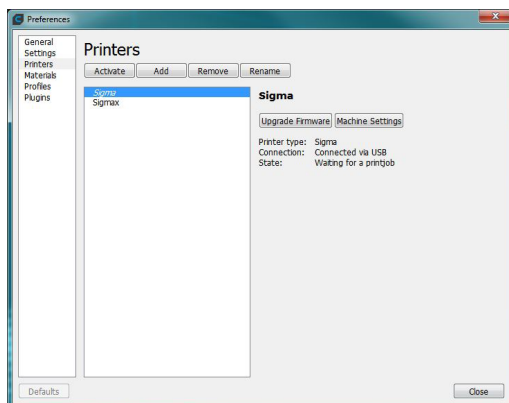 Preferences
General
Settings
Printers
Materials
Profiles
Plugins
Printers
Activate Add Remove Rename
Sigma
Sigmax
Sigma
Upgrade Firmware Machine Settings
Printer type: Sigma
Connection: Connected via USB
State: Waiting for a printjob
Defaults Close